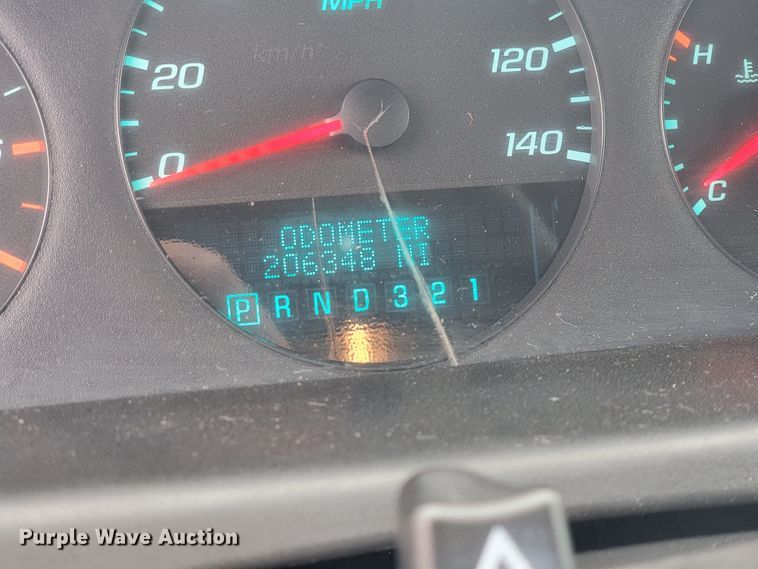 MPH
km/h
20
120
0
140
H
C
ODOMETER
206348 MI
P R N D 3 2 1
Purple Wave Auction